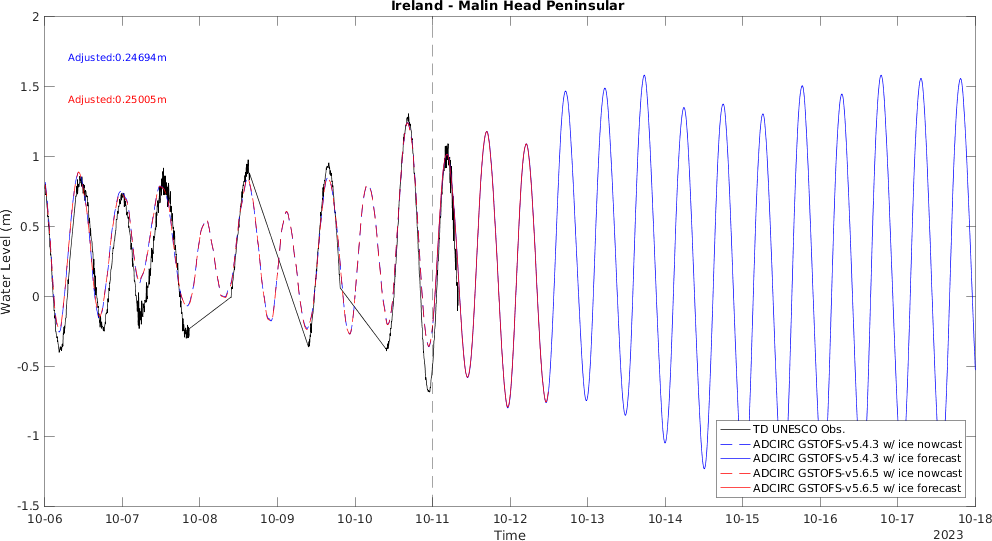 Ireland - Malin Head Peninsular
Adjusted:0.24694m
Adjusted:0.25005m
Water Level (m)
2
1.5
1
0.5
0
-0.5
-1
-1.5
TD UNESCO Obs.
ADCIRC GSTOFS-v5.4.3 w/ ice nowcast
ADCIRC GSTOFS-v5.4.3 w/ ice forecast
ADCIRC GSTOFS-v5.6.5 w/ ice nowcast
ADCIRC GSTOFS-v5.6.5 w/ ice forecast
10-06 10-07 10-08 10-09 10-10 10-11 10-12 10-13 10-14 10-15 10-16 10-17 10-18
Time
2023